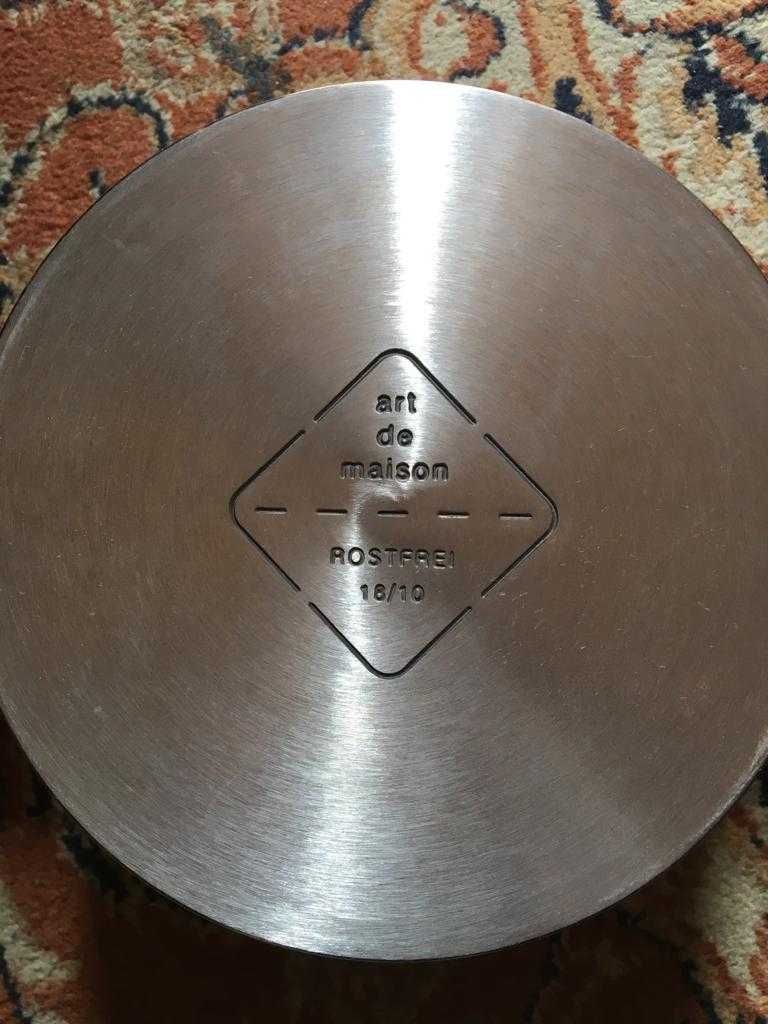 art
de
maison
ROSTFREI
18/10